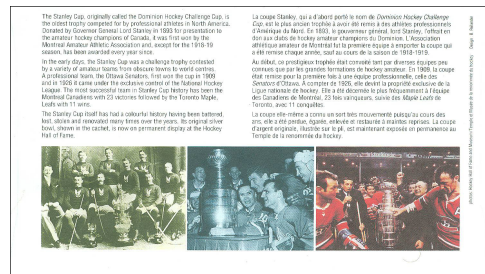 The Stanley Cup, originally called the Dominion Hockey Challenge Cup, is
the oldest trophy competed for by professional athletes in North America.
Donated by Governor General Lord Stanley in 1893 for presentation to
the amateur hockey champions of Canada, it was first won by the
Montreal Amateur Athletic Association and, except for the 1918-19
season, has been awarded every year since.
In the early days, the Stanley Cup was a challenge trophy contested
by a variety of amateur teams from obscure towns to world centres.
A professional team, the Ottawa Senators, first won the cup in 1909
and in 1926 it came under the exclusive control of the National Hockey
League. The most successful team in Stanley Cup history has been the
Montreal Canadiens with 23 victories followed by the Toronto Maple
Leafs with 11 wins.
The Stanley Cup itself has had a colourful history having been battered,
lost, stolen and renovated many times over the years. Its original silver
bowl, shown in the cachet, is now on permanent display at the Hockey
Hall of Fame.
La coupe Stanley, qui a d'abord porté le nom de Dominion Hockey Challenge
Cup, est le plus ancien trophée à avoir été remis à des athlètes professionnels
d'Amérique du Nord. En 1893, le gouverneur général, lord Stanley, l'offrait en
don aux clubs de hockey amateur champions du Dominion. L'Association
athlétique amateur de Montréal fut la première équipe à emporter la coupe qui
a été remise chaque année, sauf au cours de la saison de 1918-1919.
Au début, ce prestigieux trophée était convoité tant par diverses équipes peu
connues que par les grandes formations de hockey amateur. En 1909, la coupe
était remise pour la première fois à une équipe professionnelle, celle des
Senators d'Ottawa. À compter de 1926, elle devint la propriété exclusive de la
Ligue nationale de hockey. Elle a été décernée le plus fréquemment à l'équipe
des Canadiens de Montréal, 23 fois vainqueurs, suivie des Maple Leafs de
Toronto, avec 11 conquêtes.
La coupe elle-même a connu un sort très mouvementé puisqu'au cours des
ans, elle a été perdue, égarée, enlevée et restaurée à maintes reprises. La coupe
d'argent originale, illustrée sur le pli, est maintenant exposée en permanence au
Temple de la renommée du hockey.